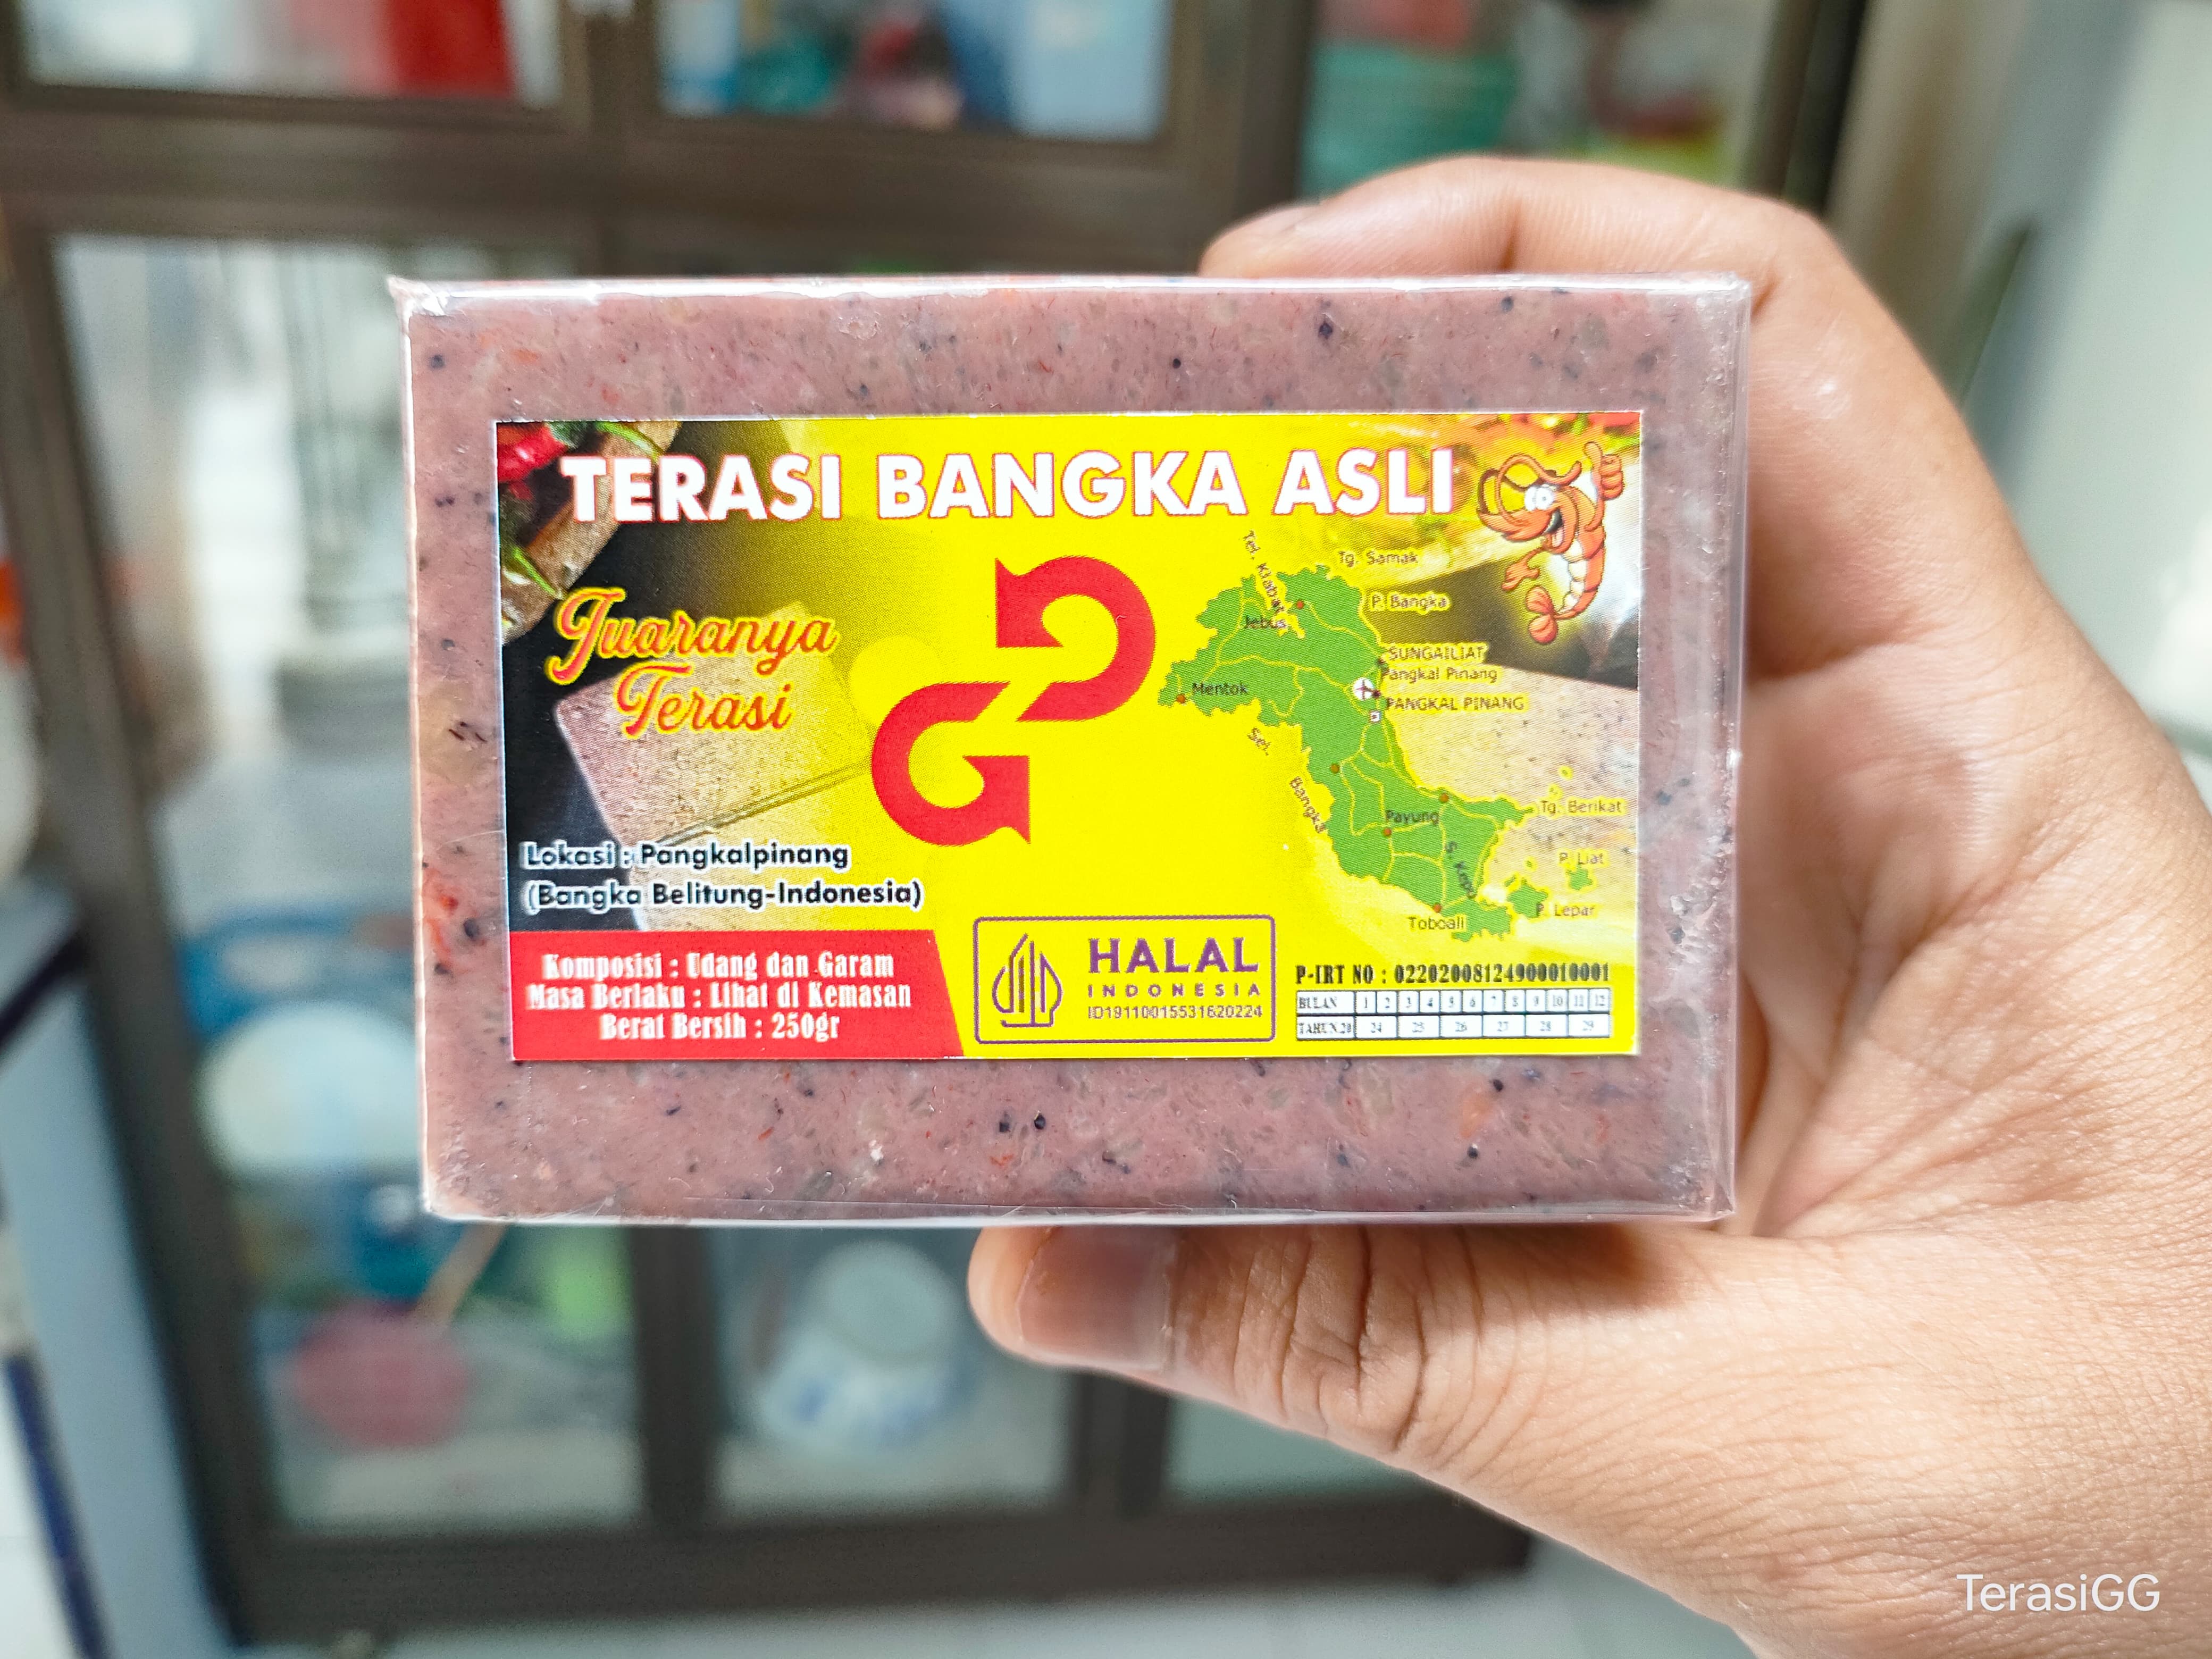 TERASI BANGKA ASLI
Juaranya
Terasi
Tel. Klabat
Tg. Samak
P. Bangka
Jebus
SUNGAILIAT
Pangkal Pinang
Mentok
PANGKAL PINANG
Sel.
Bangka
Tg. Berikat
Payung
S. Kepu
P. Liat
P. Lepar
Toboali
Lokasi : Pangkalpinang
(Bangka Belitung-Indonesia)
Komposisi : Udang dan Garam
Masa Berlaku : Lihat di Kemasan
Berat Bersih : 250gr
HALAL
INDONESIA
ID19110015531620224
P-IRT NO : 02202008124900010001
BULAN 1 2 3 4 5 6 7 8 9 10 11 12
TAHUN 20 24 25 26 27 28 29
TerasiGG